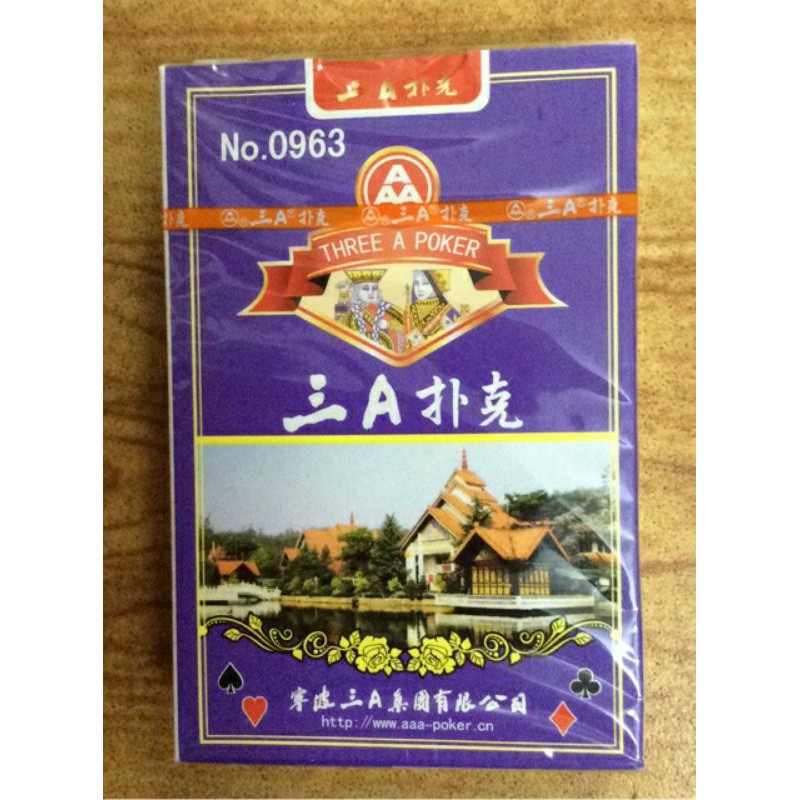 三A扑克
No.0963
A
AA
三A®扑克 三A®扑克 三A®扑克
THREE A POKER
三A扑克
宁波三A集团有限公司
http://www.aaa-poker.cn